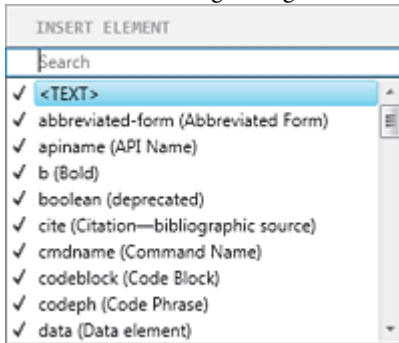 INSERT ELEMENT
Search
✓ <TEXT>
✓ abbreviated-form (Abbreviated Form)
✓ apiname (API Name)
✓ b (Bold)
✓ boolean (deprecated)
✓ cite (Citation—bibliographic source)
✓ cmdname (Command Name)
✓ codeblock (Code Block)
✓ codeph (Code Phrase)
✓ data (Data element)